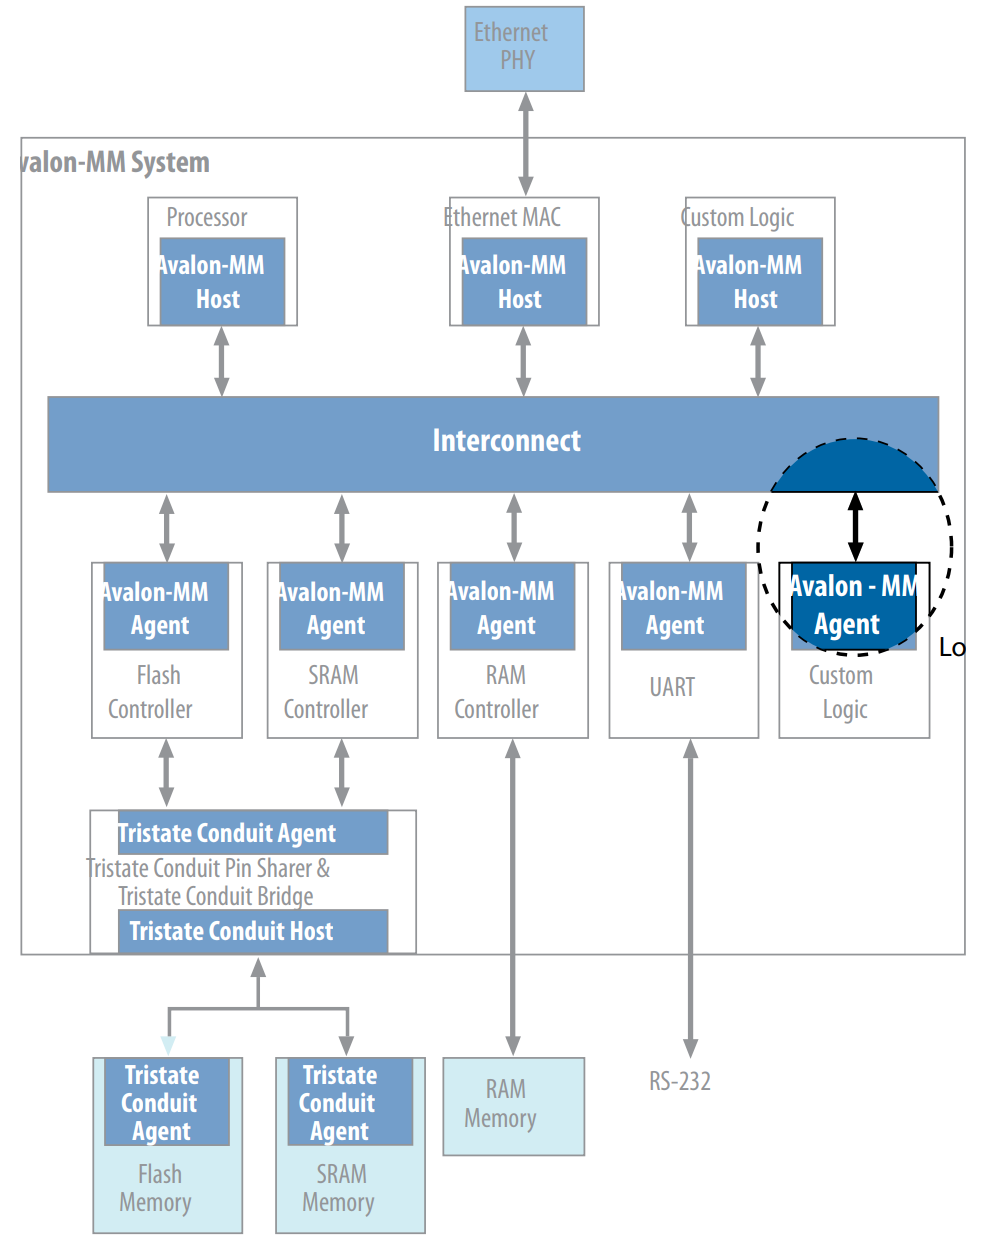 Ethernet
PHY
valon-MM System
Processor
Avalon-MM
Host
Ethernet MAC
Avalon-MM
Host
Custom Logic
Avalon-MM
Host
Interconnect
Avalon-MM
Agent
Flash
Controller
Avalon-MM
Agent
SRAM
Controller
Avalon-MM
Agent
RAM
Controller
Avalon-MM
Agent
UART
Avalon - MM
Agent
Custom
Logic
Lo
Tristate Conduit Agent
Tristate Conduit Pin Sharer &
Tristate Conduit Bridge
Tristate Conduit Host
Tristate
Conduit
Agent
Flash
Memory
Tristate
Conduit
Agent
SRAM
Memory
RAM
Memory
RS-232